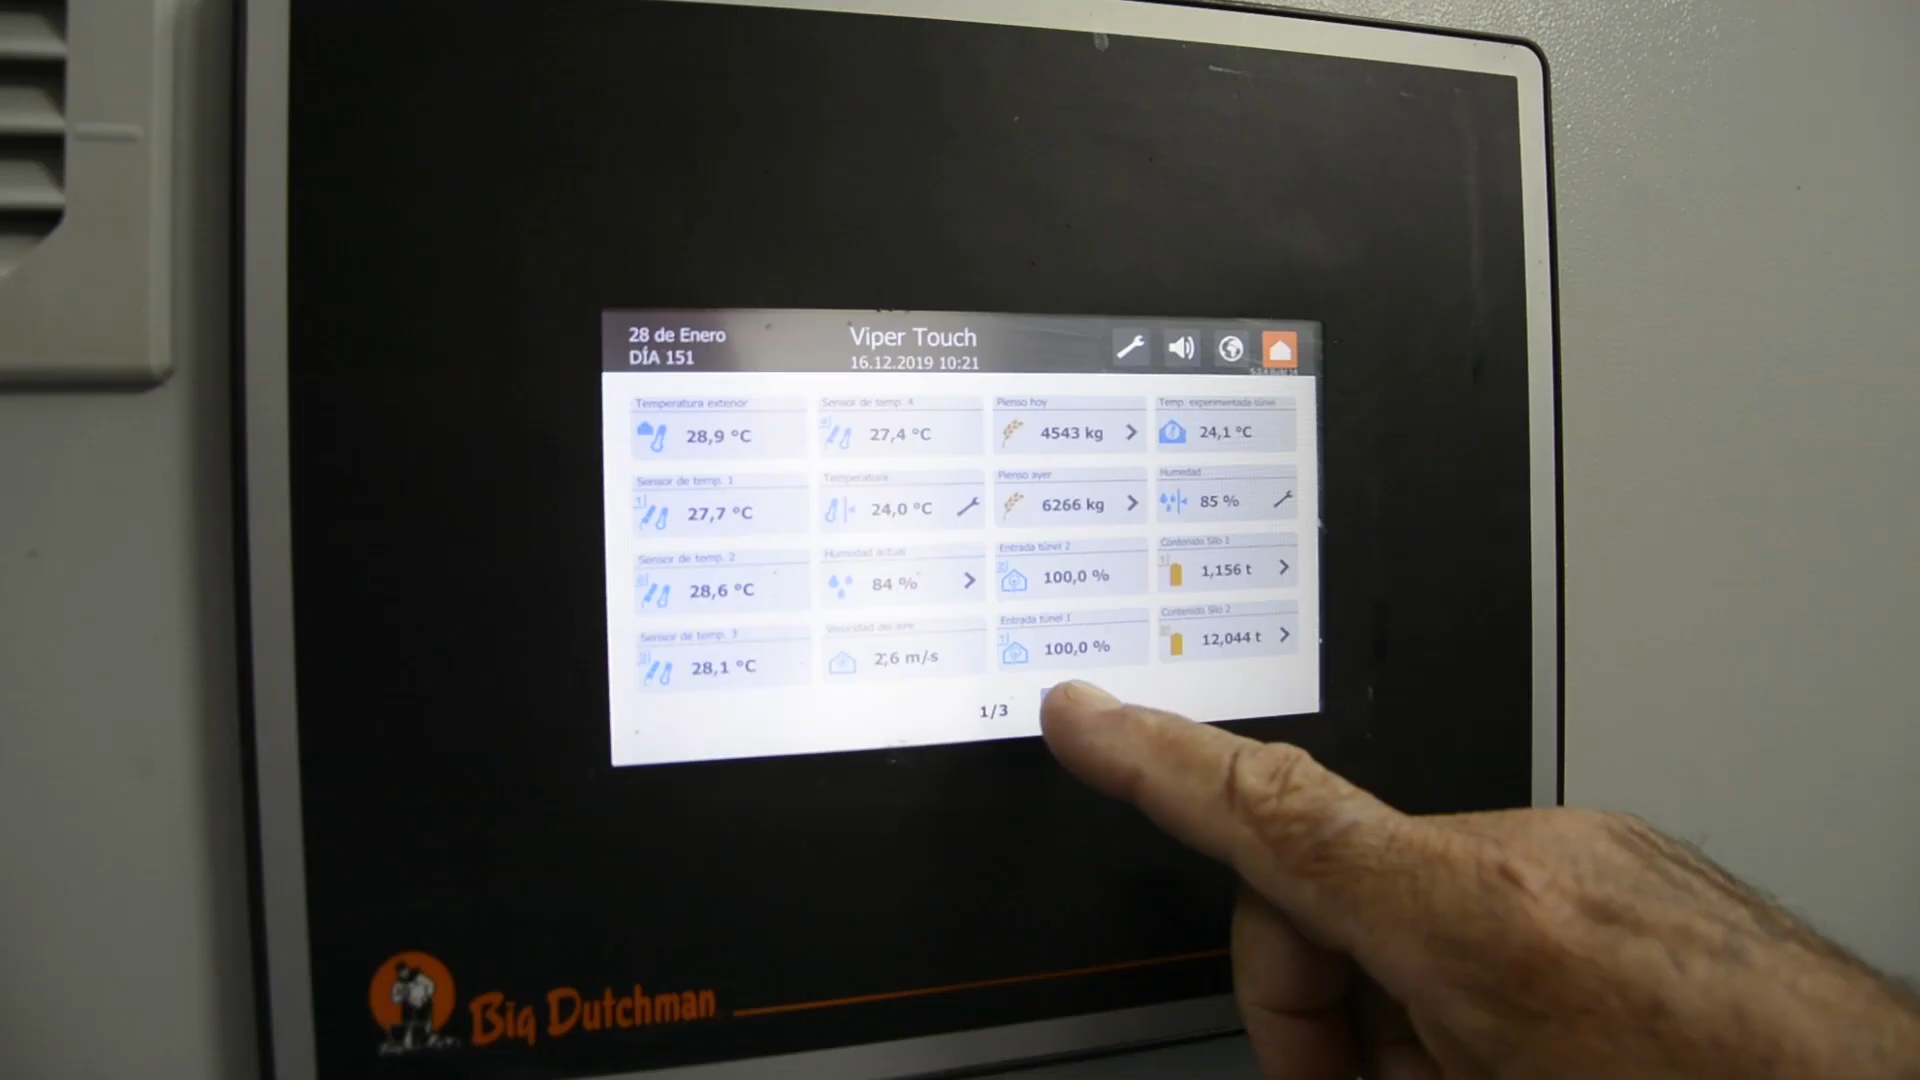 28 de Enero
DÍA 151
Viper Touch
16.12.2019 10:21
Temperatura exterior
28,9 °C
Sensor de temp. 1
27,7 °C
Sensor de temp. 2
28,6 °C
Sensor de temp. 3
28,1 °C
Sensor de temp. 4
27,4 °C
Temperatura
24,0 °C
Humedad actual
84 %
Velocidad del aire
2,6 m/s
Pienso hoy
4543 kg
Pienso ayer
6266 kg
Entrada túnel 2
100,0 %
Entrada túnel 1
100,0 %
Temp. experimentada túnel
24,1 °C
Humedad
85 %
Contenido Silo 1
1,156 t
Contenido Silo 2
12,044 t
1/3
Big Dutchman